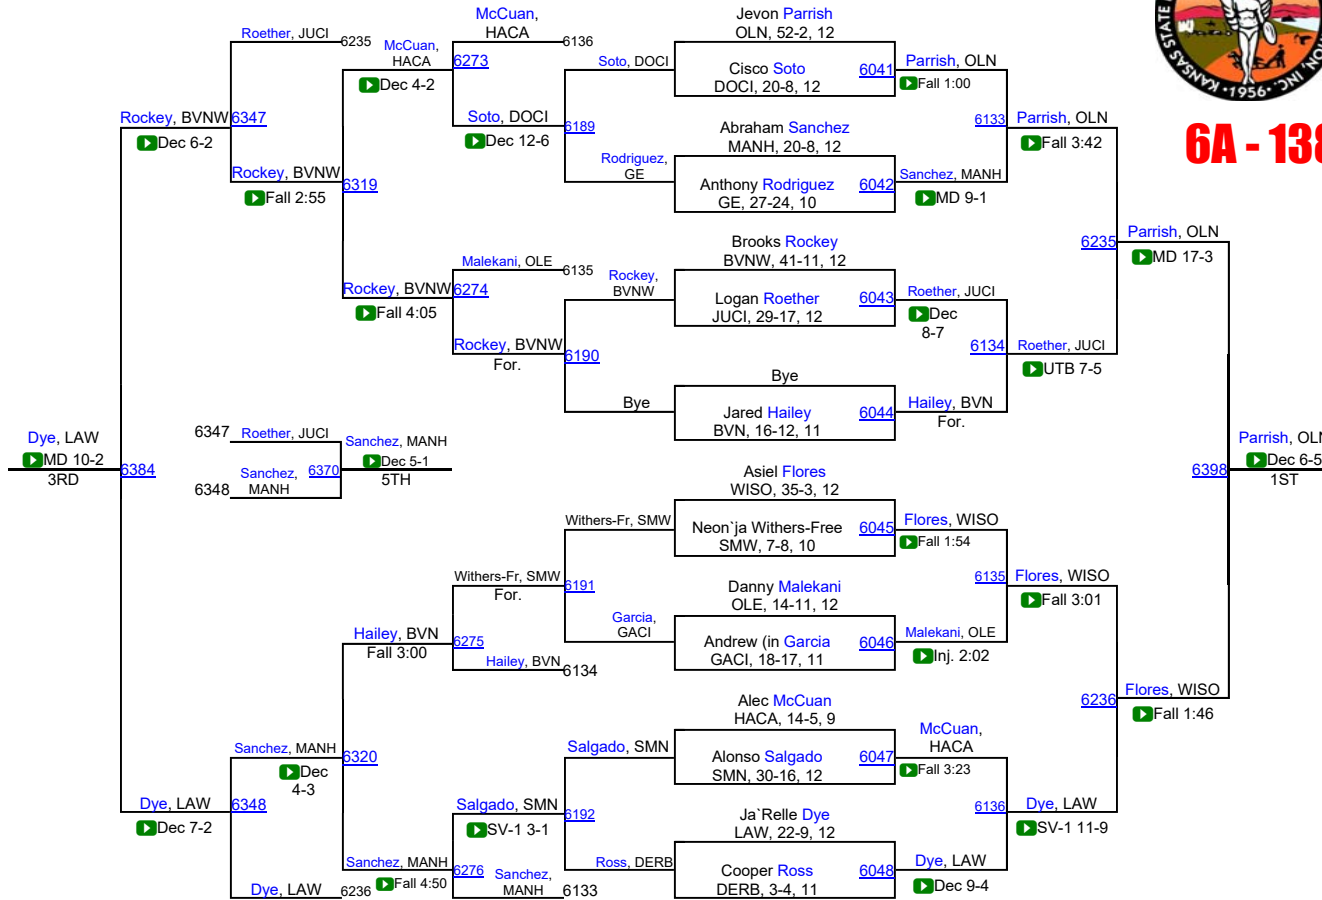 KANSAS STATE
INC.
·1956·
6A - 138
Jevon Parrish
OLN, 52-2, 12
Cisco Soto
DOCI, 20-8, 12
6041
Parrish, OLN
Fall 1:00
Abraham Sanchez
MANH, 20-8, 12
Anthony Rodriguez
GE, 27-24, 10
6042
Sanchez, MANH
MD 9-1
6133
Parrish, OLN
Fall 3:42
Brooks Rockey
BVNW, 41-11, 12
Logan Roether
JUCI, 29-17, 12
6043
Roether, JUCI
Dec
8-7
Bye
Jared Hailey
BVN, 16-12, 11
6044
Hailey, BVN
For.
6134
Roether, JUCI
UTB 7-5
6235
Parrish, OLN
MD 17-3
Asiel Flores
WISO, 35-3, 12
Neon`ja Withers-Free
SMW, 7-8, 10
6045
Flores, WISO
Fall 1:54
Danny Malekani
OLE, 14-11, 12
Andrew (in Garcia
GACI, 18-17, 11
6046
Malekani, OLE
Inj. 2:02
6135
Flores, WISO
Fall 3:01
Alec McCuan
HACA, 14-5, 9
Alonso Salgado
SMN, 30-16, 12
6047
McCuan,
HACA
Fall 3:23
Ja`Relle Dye
LAW, 22-9, 12
Cooper Ross
DERB, 3-4, 11
6048
Dye, LAW
Dec 9-4
6136
Dye, LAW
SV-1 11-9
6236
Flores, WISO
Fall 1:46
6398
Parrish, OLN
Dec 6-5
1ST
Soto, DOCI
Rodriguez,
GE
6189
Soto, DOCI
Dec 12-6
McCuan,
HACA
6136
6273
McCuan,
HACA
Dec 4-2
Rockey,
BVNW
Bye
6190
Rockey, BVNW
For.
Malekani, OLE
6135
6274
Rockey, BVNW
Fall 4:05
6319
Rockey, BVNW
Fall 2:55
Roether, JUCI
6235
6347
Rockey, BVNW
Dec 6-2
Withers-Fr, SMW
Garcia,
GACI
6191
Withers-Fr, SMW
For.
Hailey, BVN
6134
6275
Hailey, BVN
Fall 3:00
Salgado, SMN
Ross, DERB
6192
Salgado, SMN
SV-1 3-1
Sanchez,
MANH
6133
6276
Sanchez, MANH
Fall 4:50
6320
Sanchez, MANH
Dec
4-3
Dye, LAW
6236
6348
Dye, LAW
Dec 7-2
6384
Dye, LAW
MD 10-2
3RD
6347
Roether, JUCI
6348
Sanchez,
MANH
6370
Sanchez, MANH
Dec 5-1
5TH